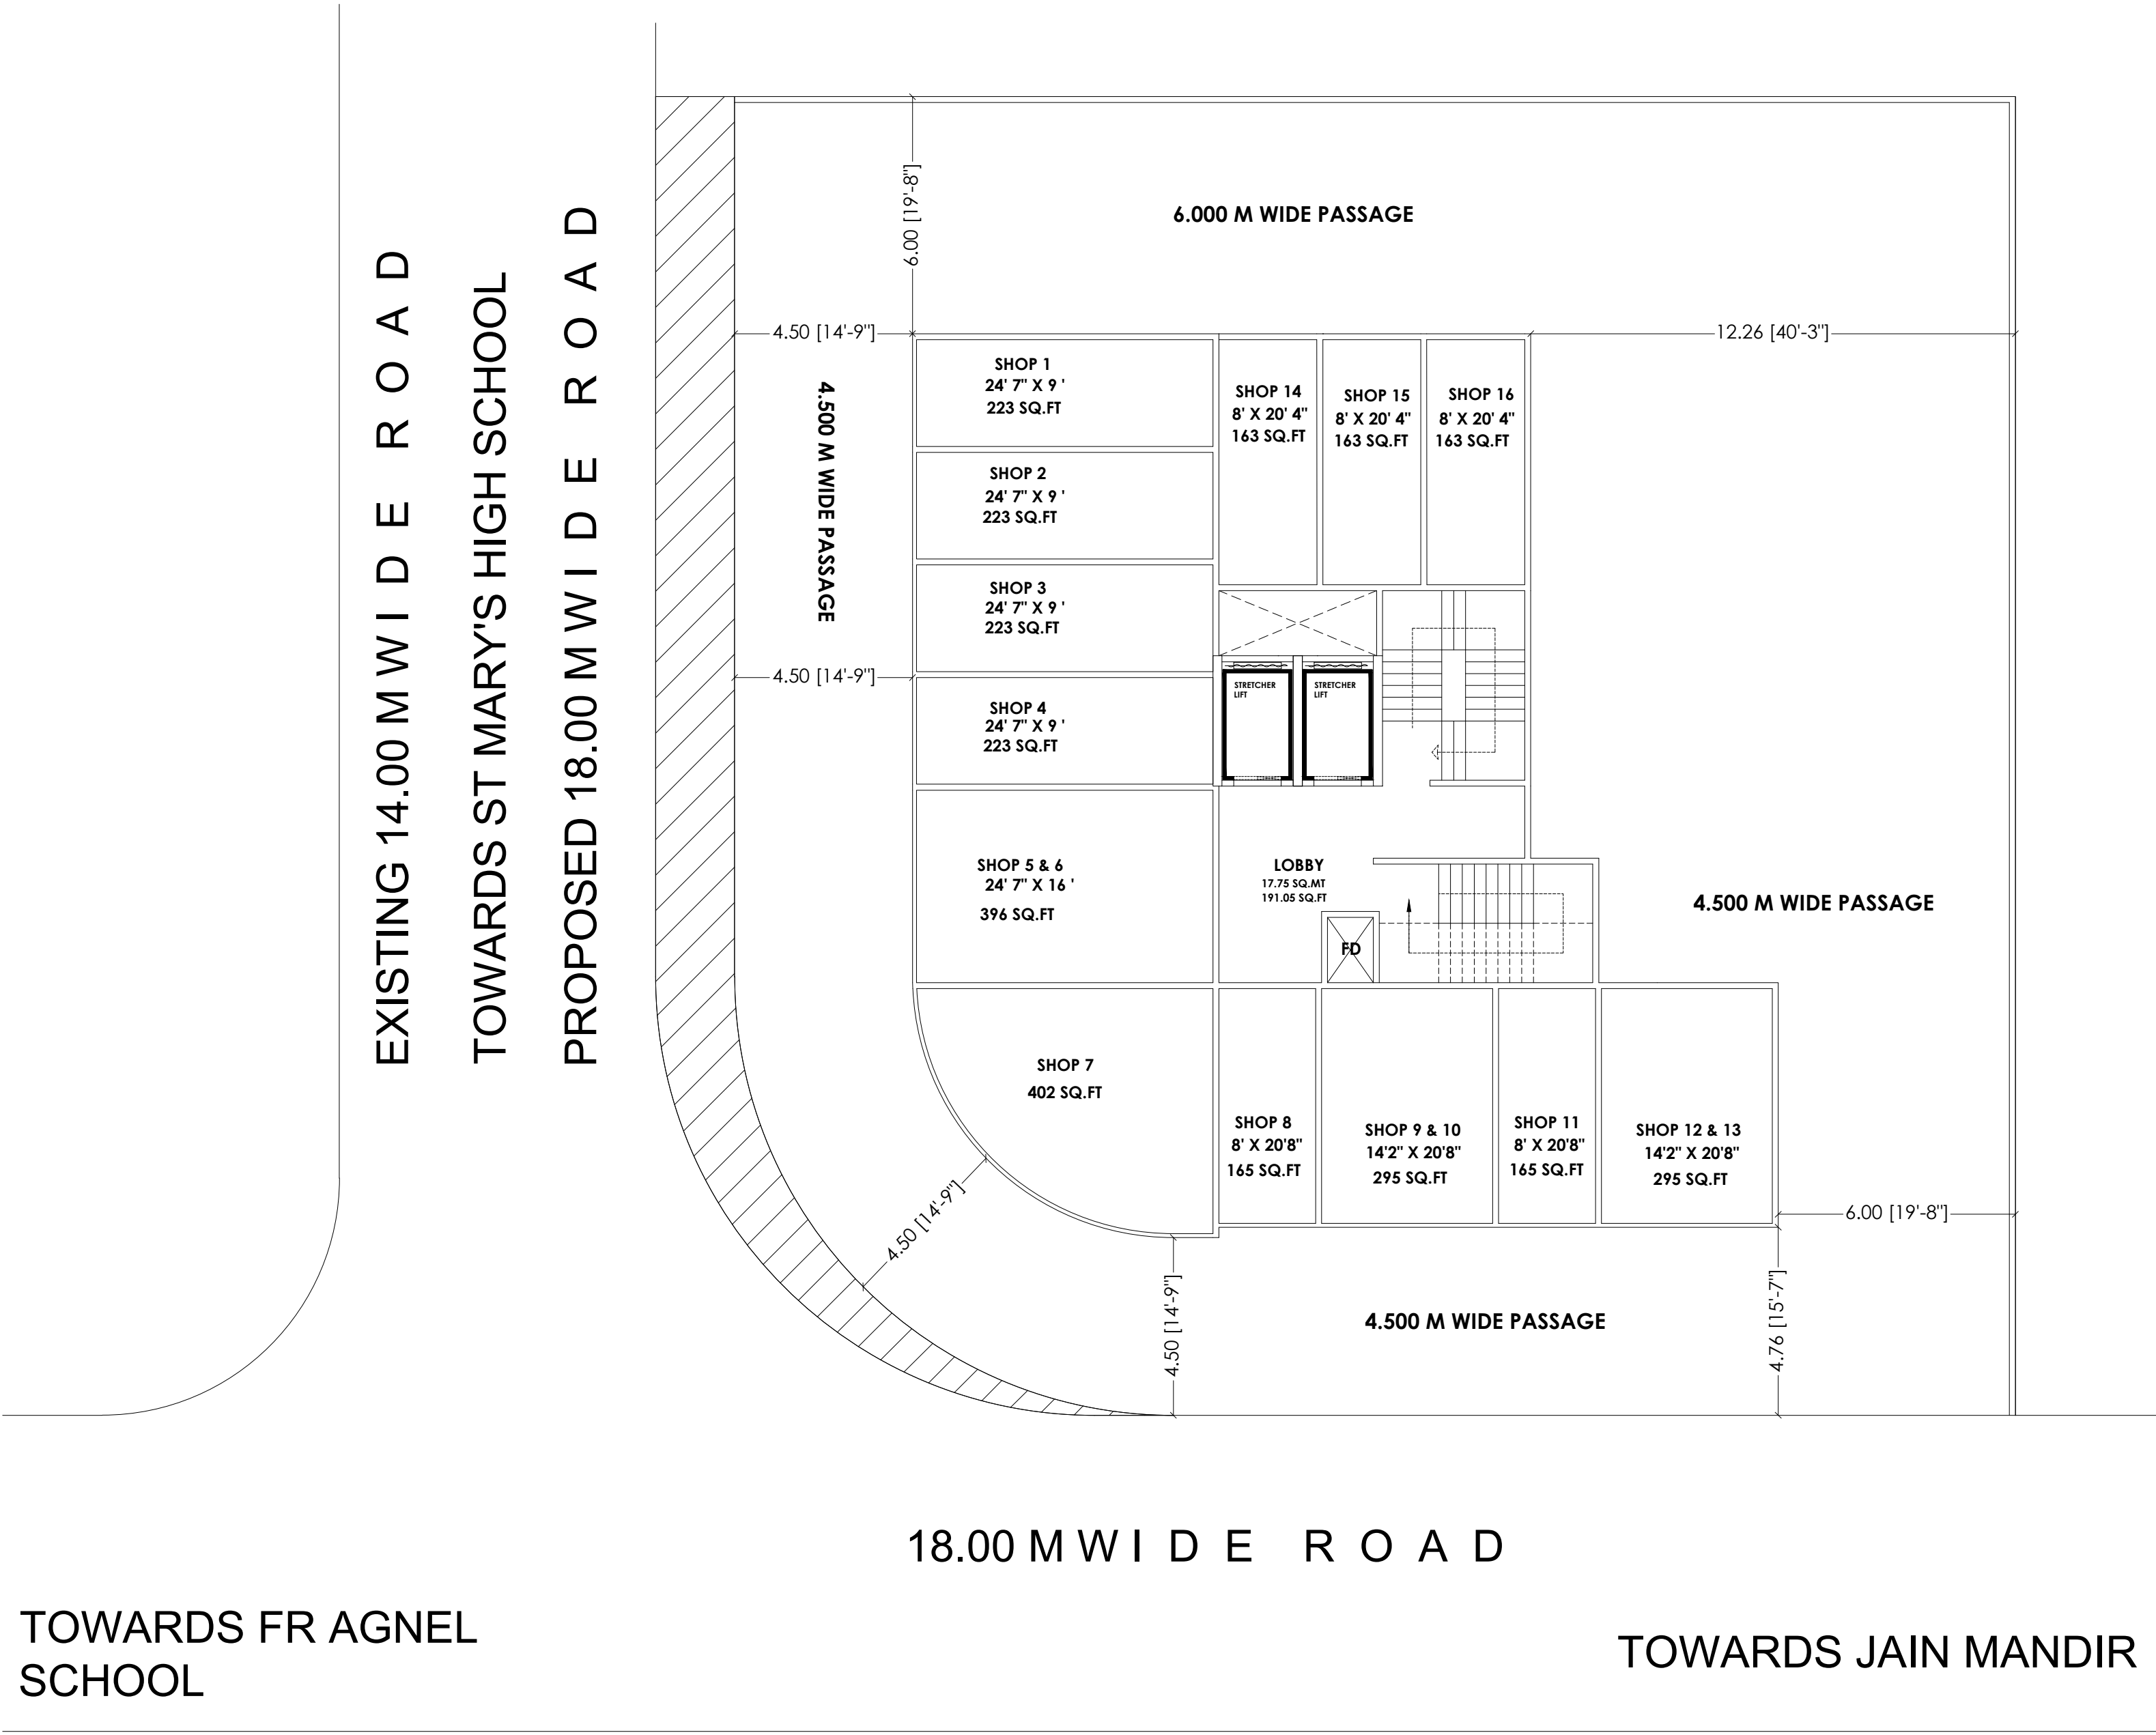 EXISTING 14.00 M WIDE ROAD
TOWARDS ST MARY'S HIGH SCHOOL
PROPOSED 18.00 M WIDE ROAD
6.00 [19'-8"]
6.000 M WIDE PASSAGE
4.50 [14'-9"]
12.26 [40'-3"]
4.500 M WIDE PASSAGE
4.50 [14'-9"]
SHOP 1
24' 7" X 9 '
223 SQ.FT
SHOP 2
24' 7" X 9 '
223 SQ.FT
SHOP 3
24' 7" X 9 '
223 SQ.FT
SHOP 4
24' 7" X 9 '
223 SQ.FT
SHOP 5 & 6
24' 7" X 16 '
396 SQ.FT
SHOP 14
8' X 20' 4"
163 SQ.FT
SHOP 15
8' X 20' 4"
163 SQ.FT
SHOP 16
8' X 20' 4"
163 SQ.FT
STRETCHER
LIFT
STRETCHER
LIFT
LOBBY
17.75 SQ.MT
191.05 SQ.FT
FD
4.500 M WIDE PASSAGE
SHOP 7
402 SQ.FT
SHOP 8
8' X 20'8"
165 SQ.FT
SHOP 9 & 10
14'2" X 20'8"
295 SQ.FT
SHOP 11
8' X 20'8"
165 SQ.FT
SHOP 12 & 13
14'2" X 20'8"
295 SQ.FT
6.00 [19'-8"]
4.50 [14'-9"]
4.50 [14'-9"]
4.500 M WIDE PASSAGE
4.76 [15'-7"]
18.00 M WIDE ROAD
TOWARDS FR AGNEL
SCHOOL
TOWARDS JAIN MANDIR